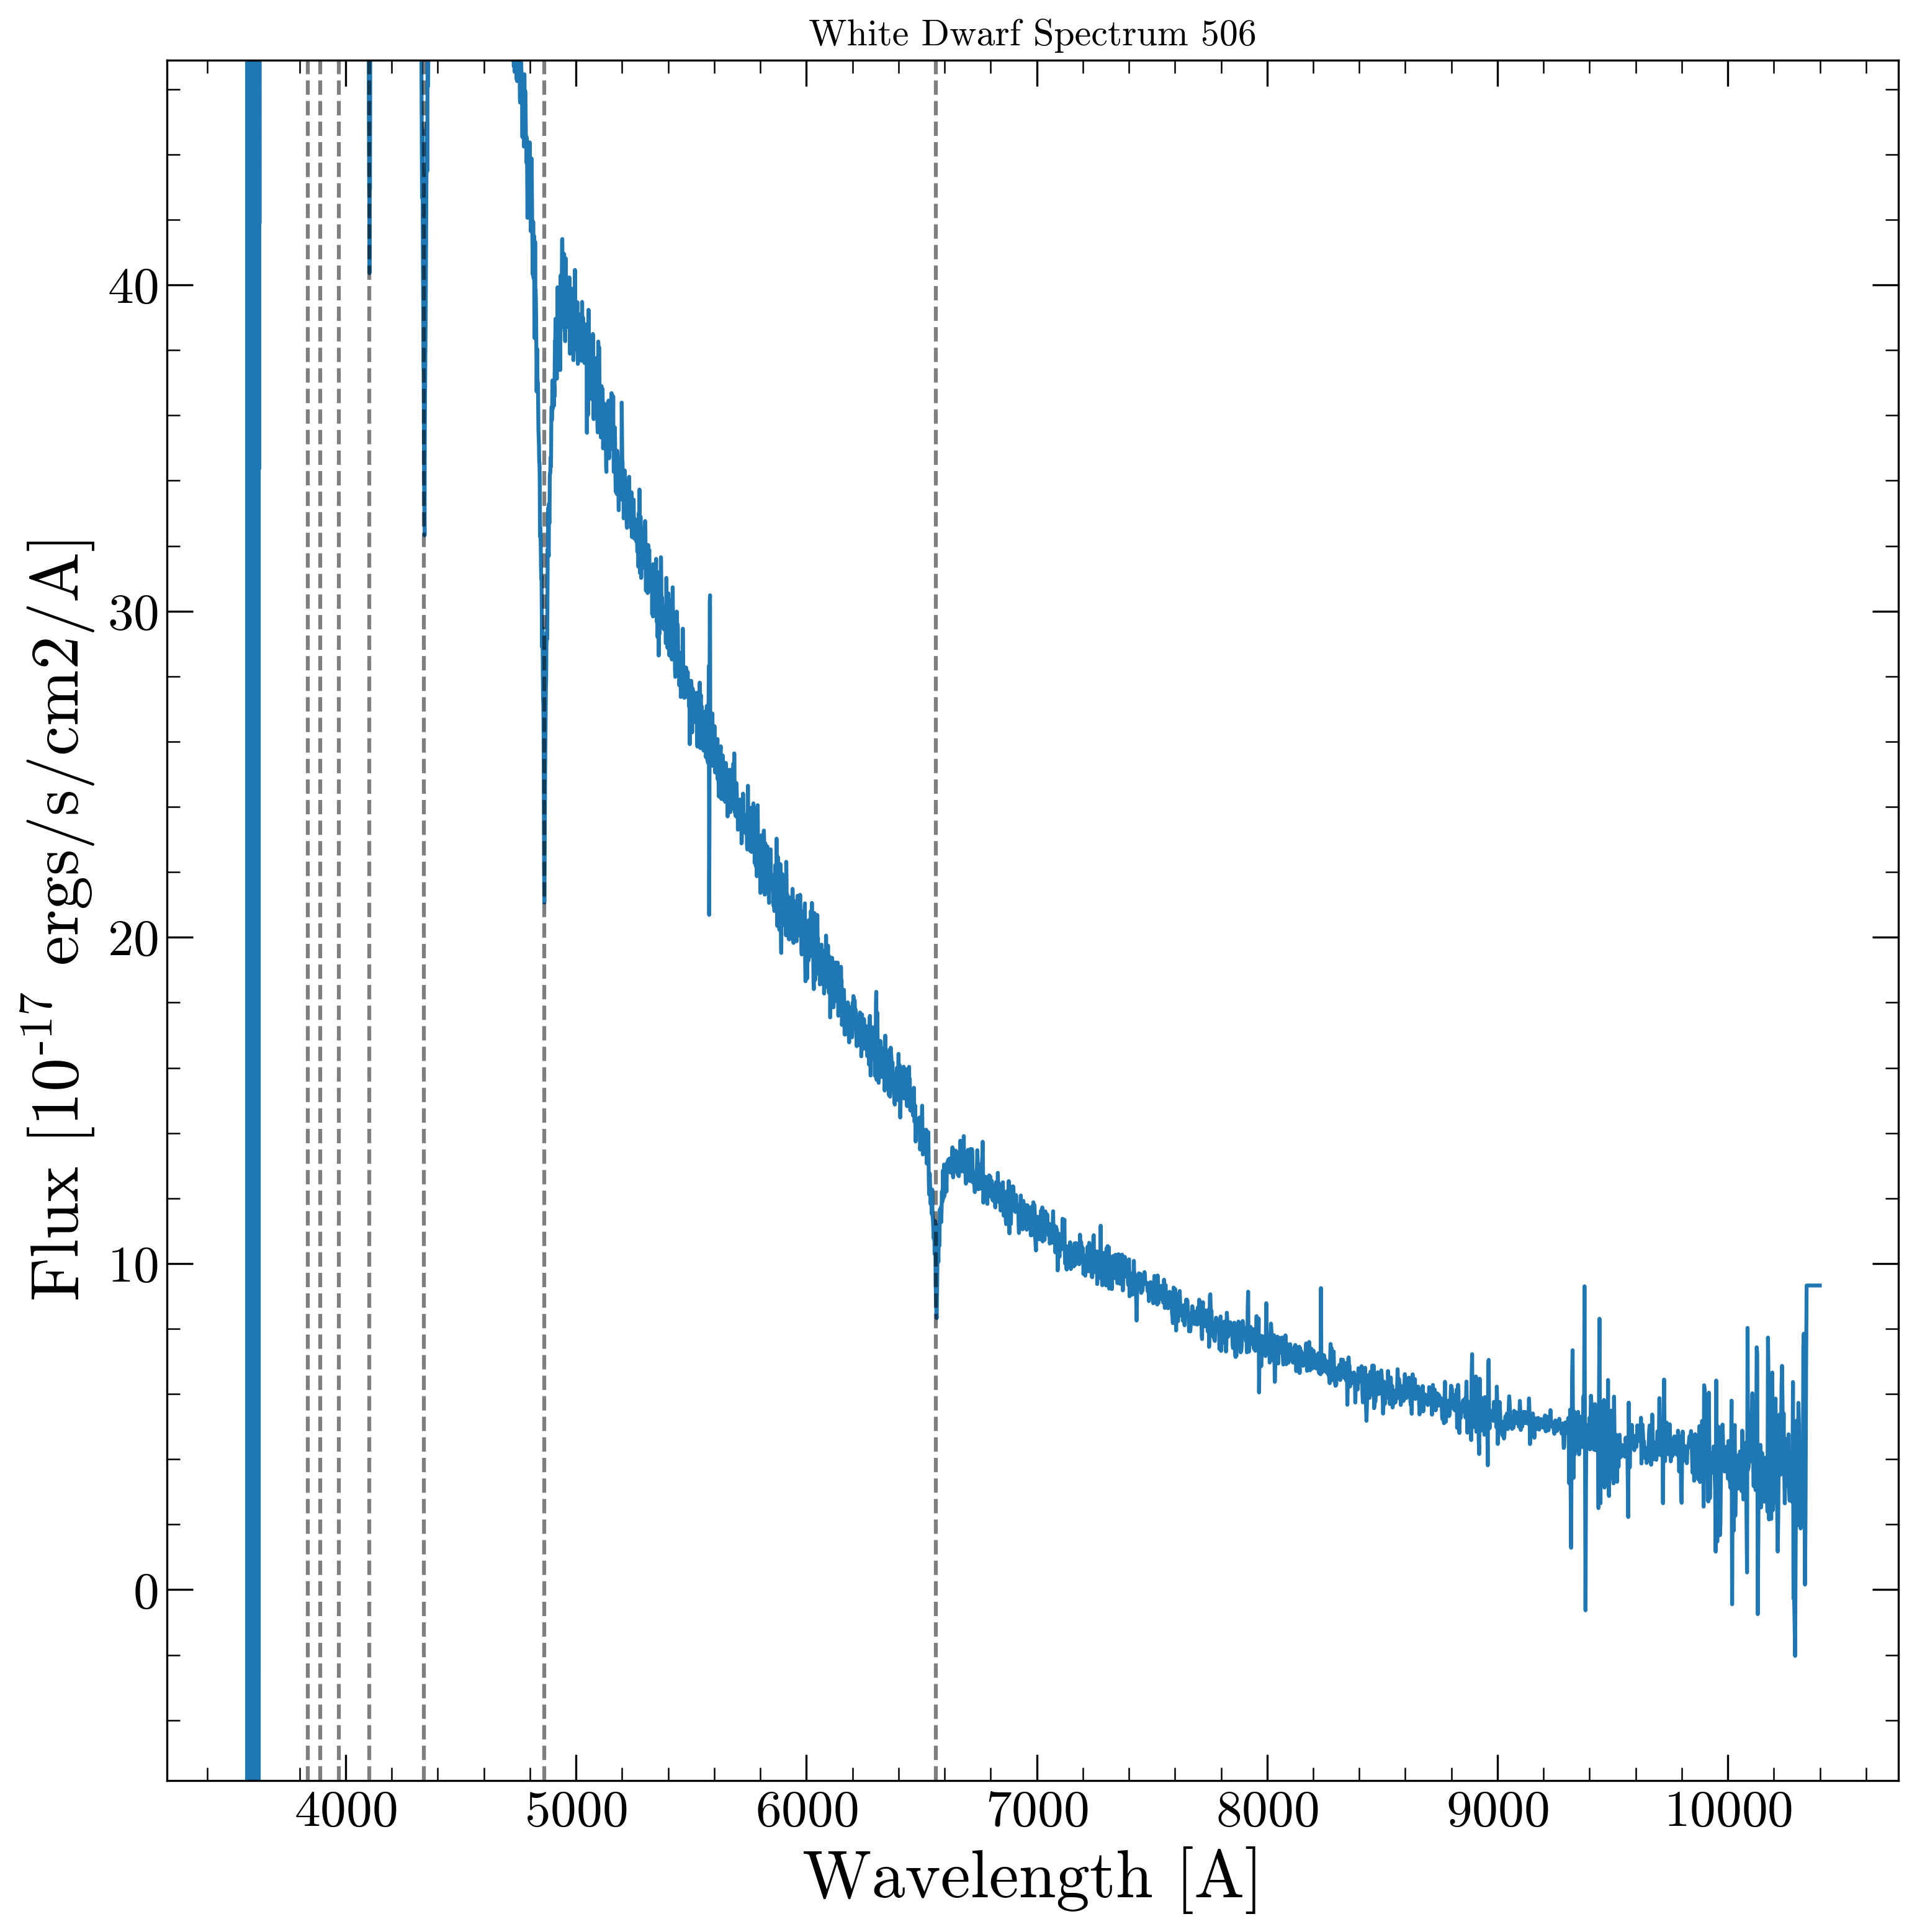 White Dwarf Spectrum 506
Flux [10⁻¹⁷ ergs/s/cm2/A]
40
30
20
10
0
4000 5000 6000 7000 8000 9000 10000
Wavelength [A]